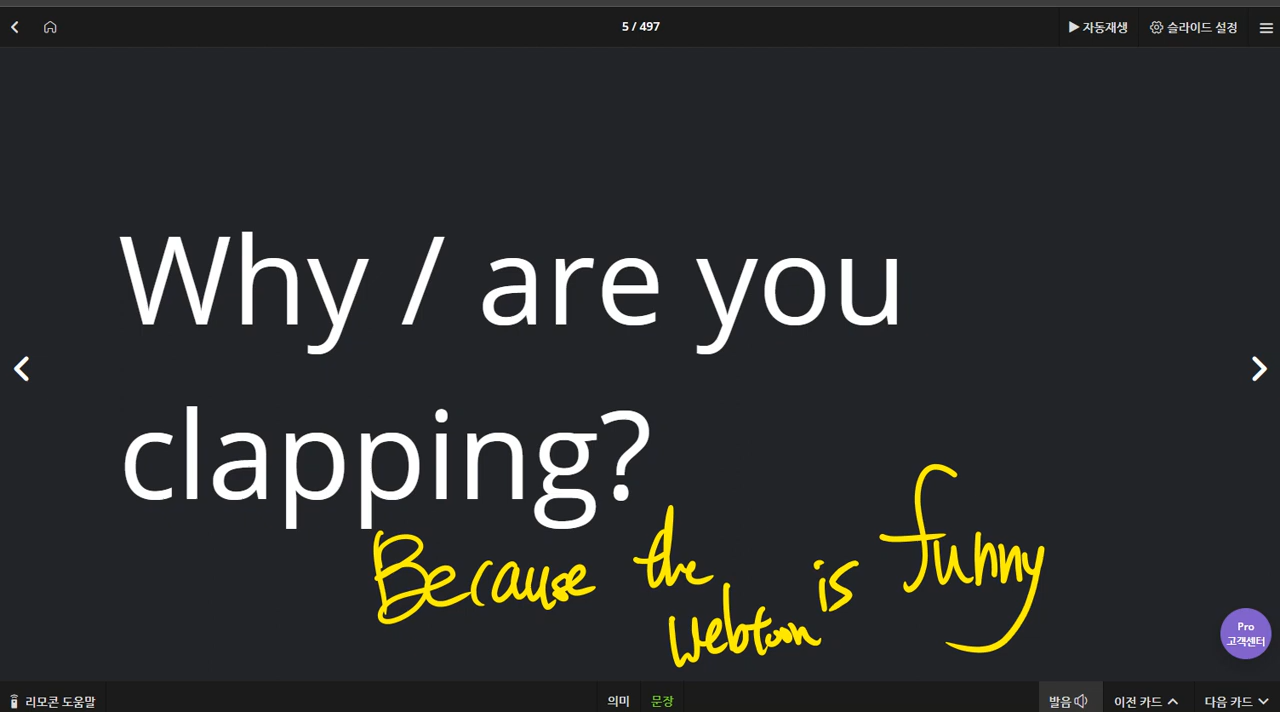 5 / 497
▶ 자동재생
슬라이드 설정
Why / are you
clapping?
Because the webtoon is funny
Pro
고객센터
리모콘 도움말
의미
문장
발음
이전 카드
다음 카드